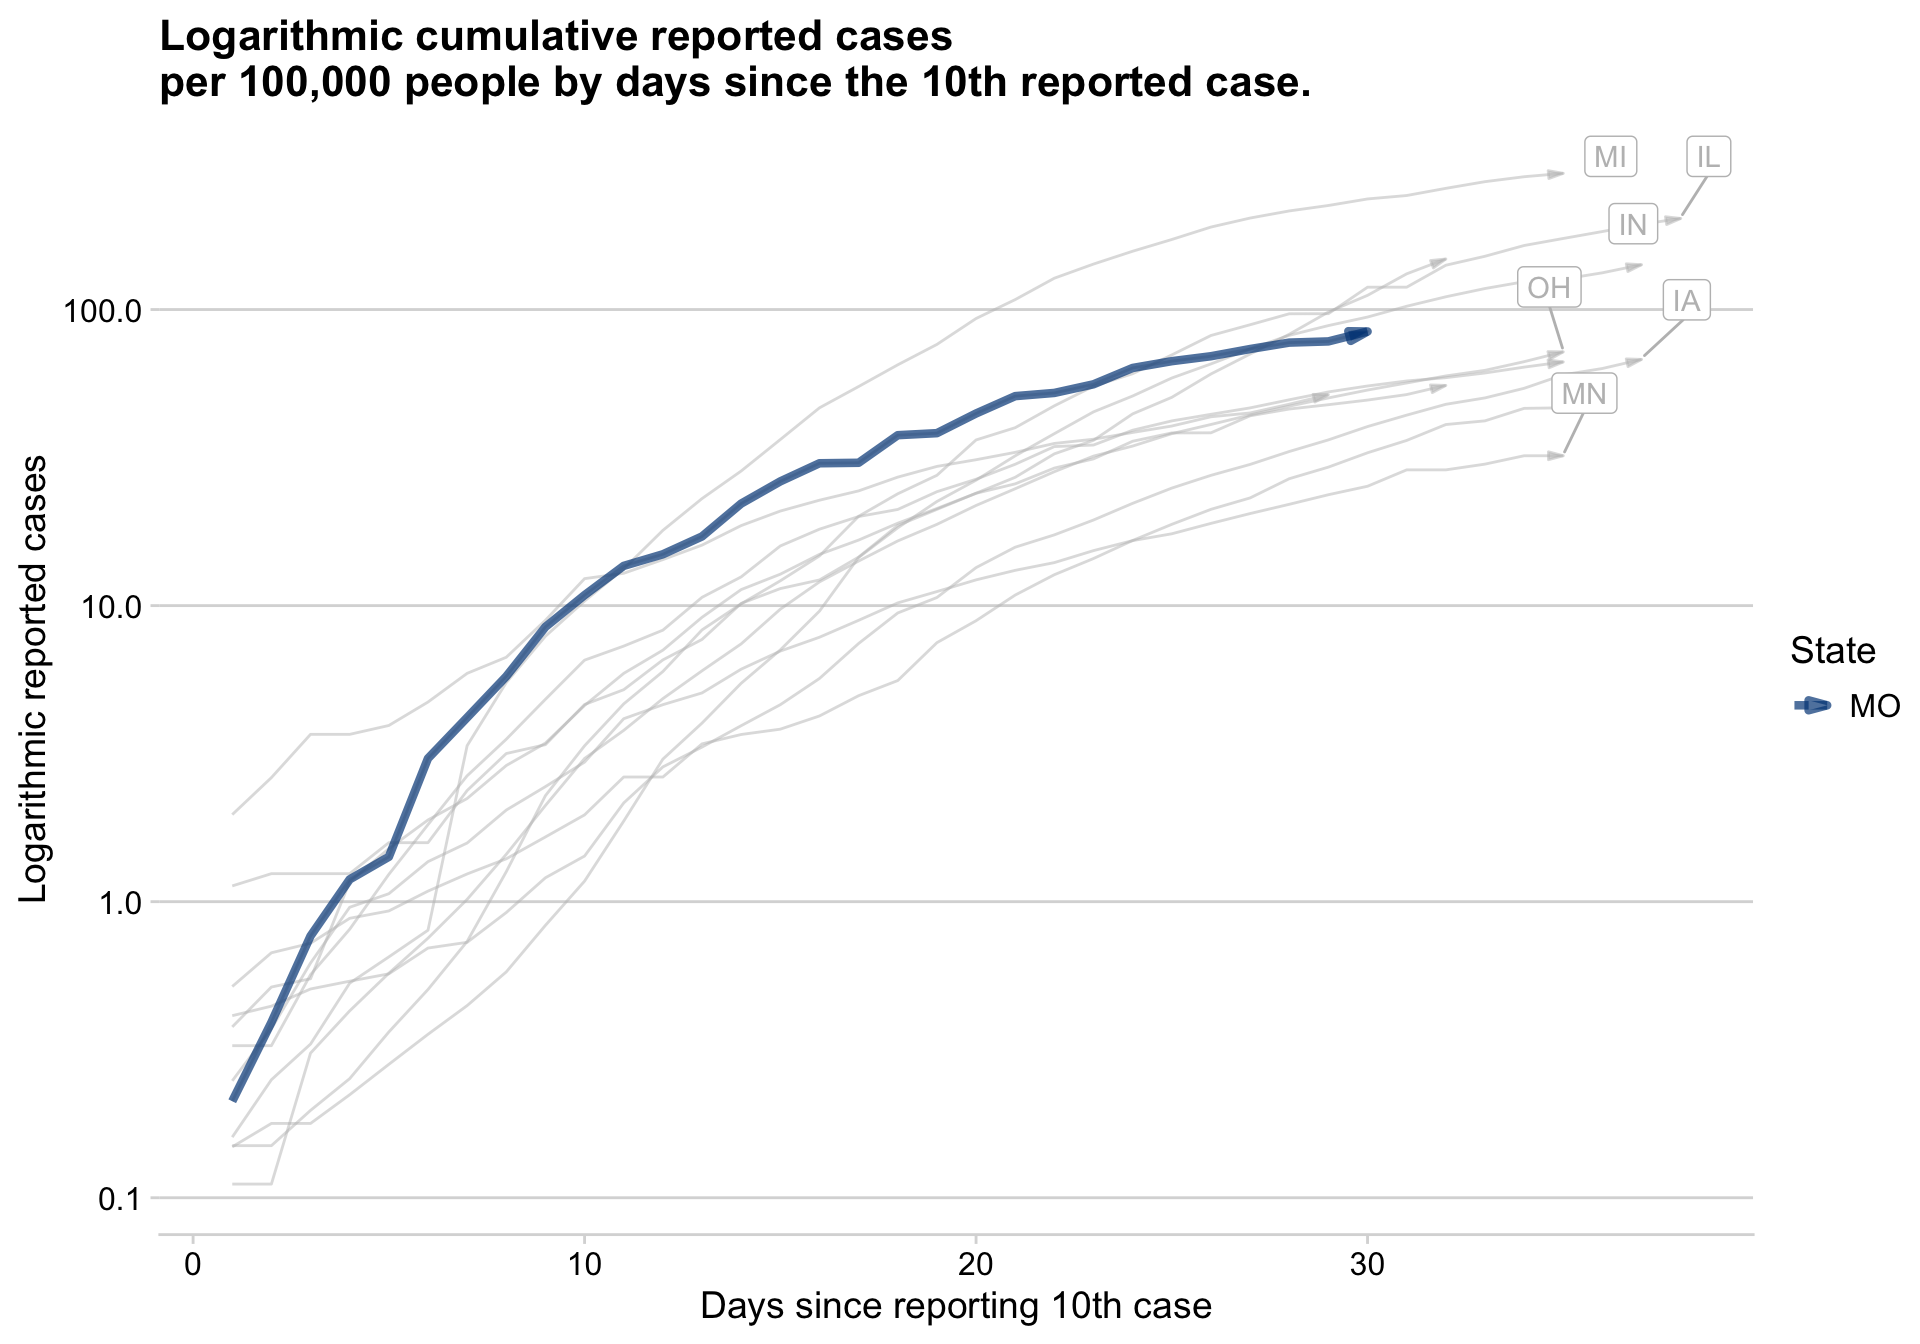 Logarithmic cumulative reported cases
per 100,000 people by days since the 10th reported case.
MI
IL
IN
OH
IA
MN
100.0
10.0
1.0
0.1
Logarithmic reported cases
0
10
20
30
Days since reporting 10th case
State
MO